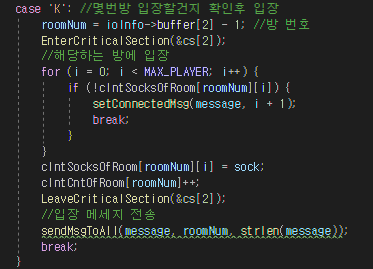 case 'K': //몇번방 입장할건지 확인후 입장
roomNum = ioInfo->buffer[2] - 1; //방 번호
EnterCriticalSection(&cs[2]);
//해당하는 방에 입장
for (i = 0; i < MAX_PLAYER; i++) {
if (!clntSocksOfRoom[roomNum][i]) {
setConnectedMsg(message, i + 1);
break;
}
}
clntSocksOfRoom[roomNum][i] = sock;
clntCntOfRoom[roomNum]++;
LeaveCriticalSection(&cs[2]);
//입장 메세지 전송
sendMsgToAll(message, roomNum, strlen(message));
break;
}